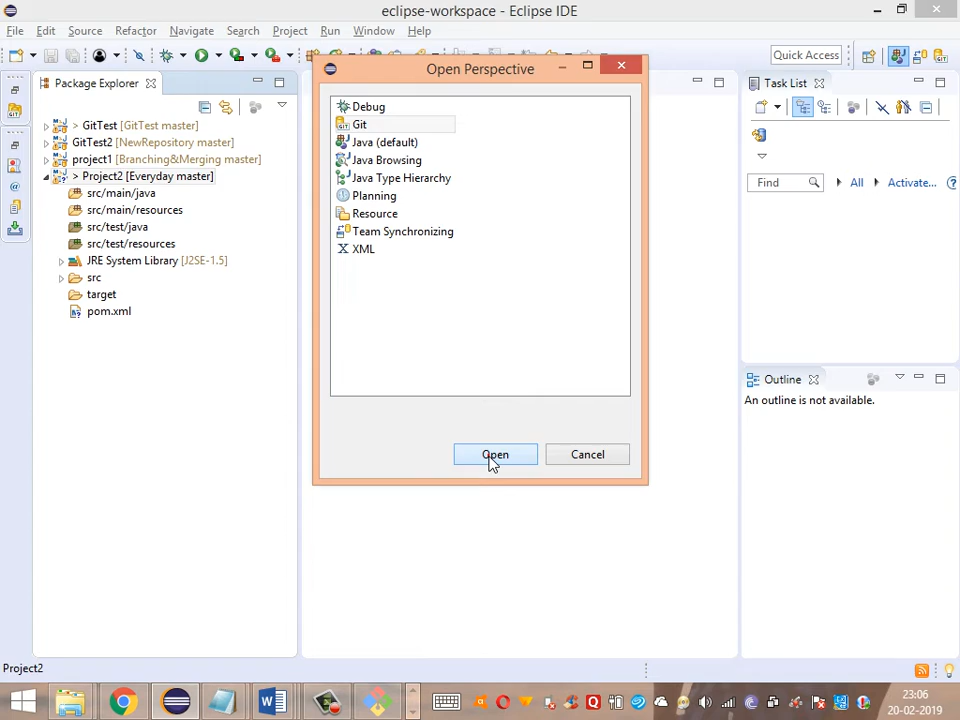 eclipse-workspace - Eclipse IDE
File Edit Source Refactor Navigate Search Project Run Window Help
Quick Access
Package Explorer
> GitTest [GitTest master]
GitTest2 [NewRepository master]
project1 [Branching&Merging master]
> Project2 [Everyday master]
src/main/java
src/main/resources
src/test/java
src/test/resources
JRE System Library [J2SE-1.5]
src
target
pom.xml
Open Perspective
Debug
Git
Java (default)
Java Browsing
Java Type Hierarchy
Planning
Resource
Team Synchronizing
XML
Open Cancel
Task List
Find All Activate...
Outline
An outline is not available.
Project2
23:06
20-02-2019